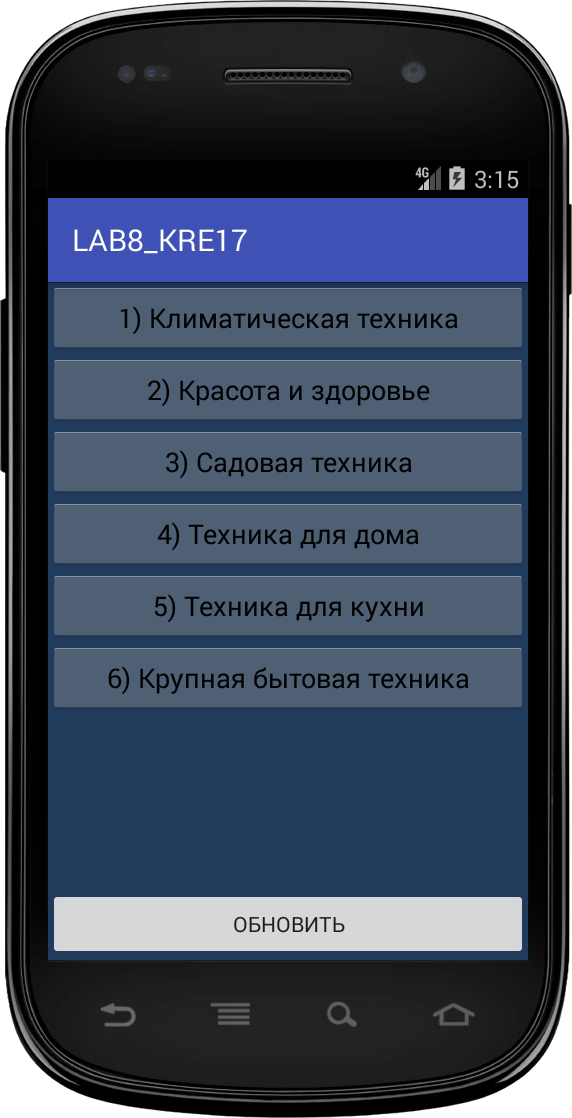 4G 3:15
LAB8_KRE17
1) Климатическая техника
2) Красота и здоровье
3) Садовая техника
4) Техника для дома
5) Техника для кухни
6) Крупная бытовая техника
ОБНОВИТЬ